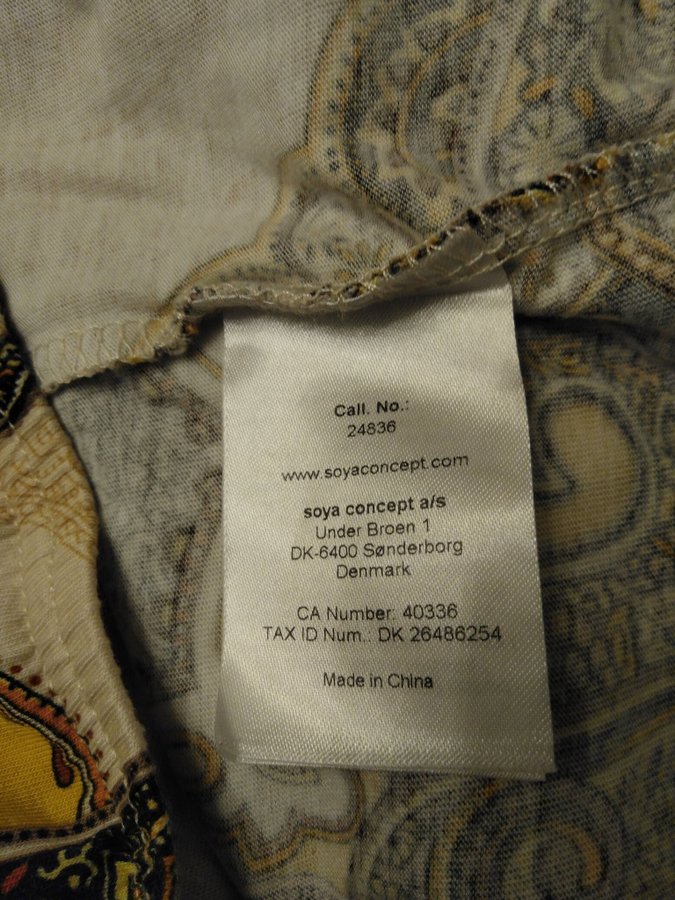 Call. No.:
24836
www.soyaconcept.com
soya concept a/s
Under Broen 1
DK-6400 Sønderborg
Denmark
CA Number: 40336
TAX ID Num.: DK 26486254
Made in China